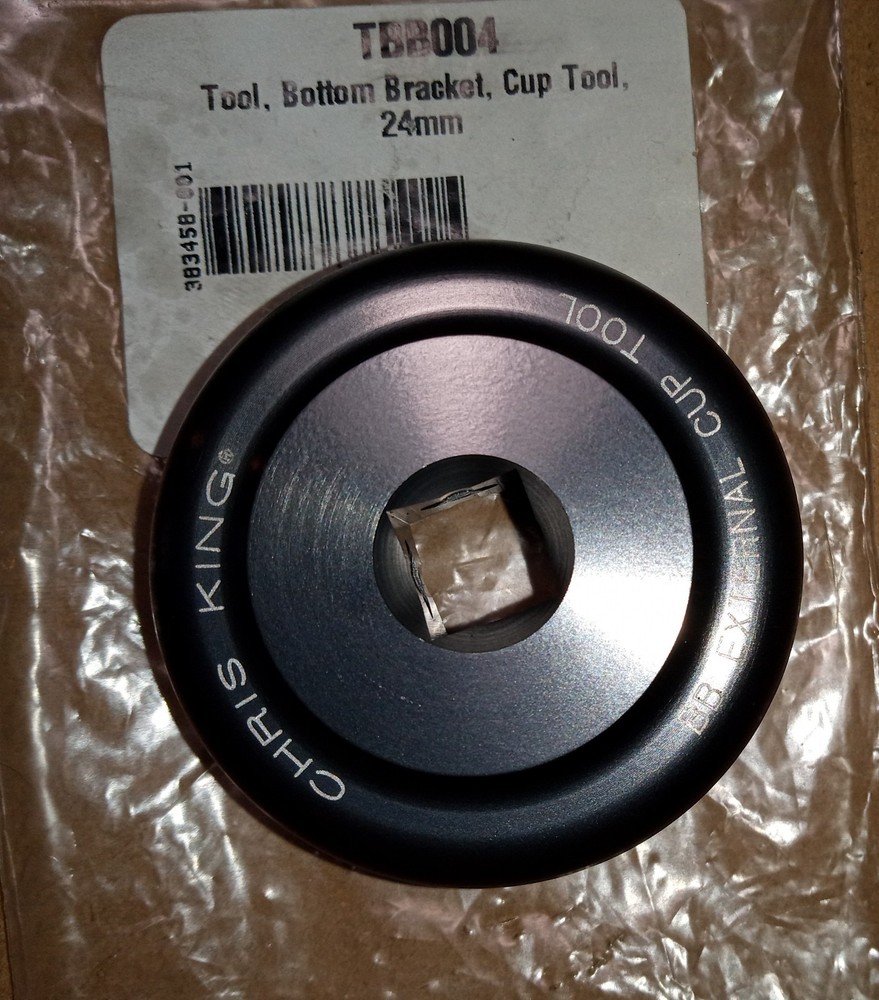 TBB004
Tool, Bottom Bracket, Cup Tool,
24mm
383458-001
CHRIS KING®
BB EXTERNAL CUP TOOL